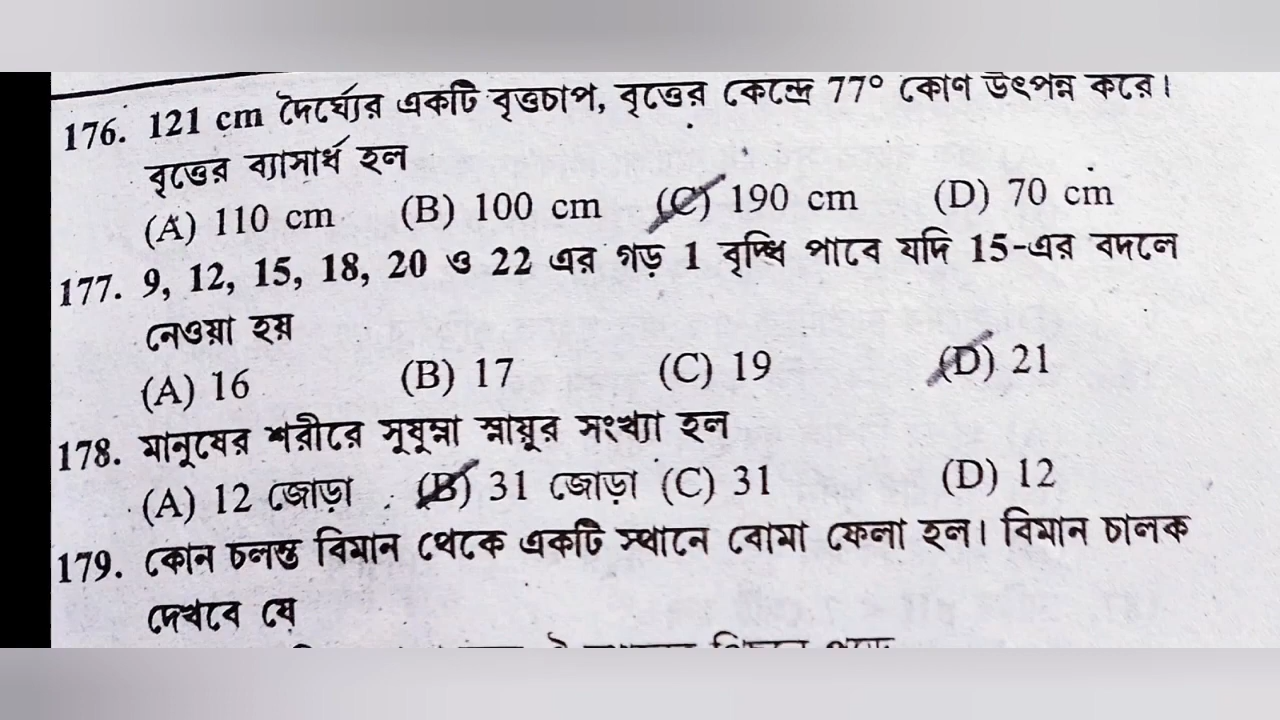 176. 121 cm দৈর্ঘ্যের একটি বৃত্তচাপ, বৃত্তের কেন্দ্রে 77° কোণ উৎপন্ন করে।
বৃত্তের ব্যাসার্ধ হল
(A) 110 cm (B) 100 cm (C) 190 cm (D) 70 cm
177. 9, 12, 15, 18, 20 ও 22 এর গড় 1 বৃদ্ধি পাবে যদি 15-এর বদলে
নেওয়া হয়
(A) 16 (B) 17 (C) 19 (D) 21
178. মানুষের শরীরে সুষুম্না স্নায়ুর সংখ্যা হল
(A) 12 জোড়া (B) 31 জোড়া (C) 31 (D) 12
179. কোন চলন্ত বিমান থেকে একটি স্থানে বোমা ফেলা হল। বিমান চালক
দেখবে যে